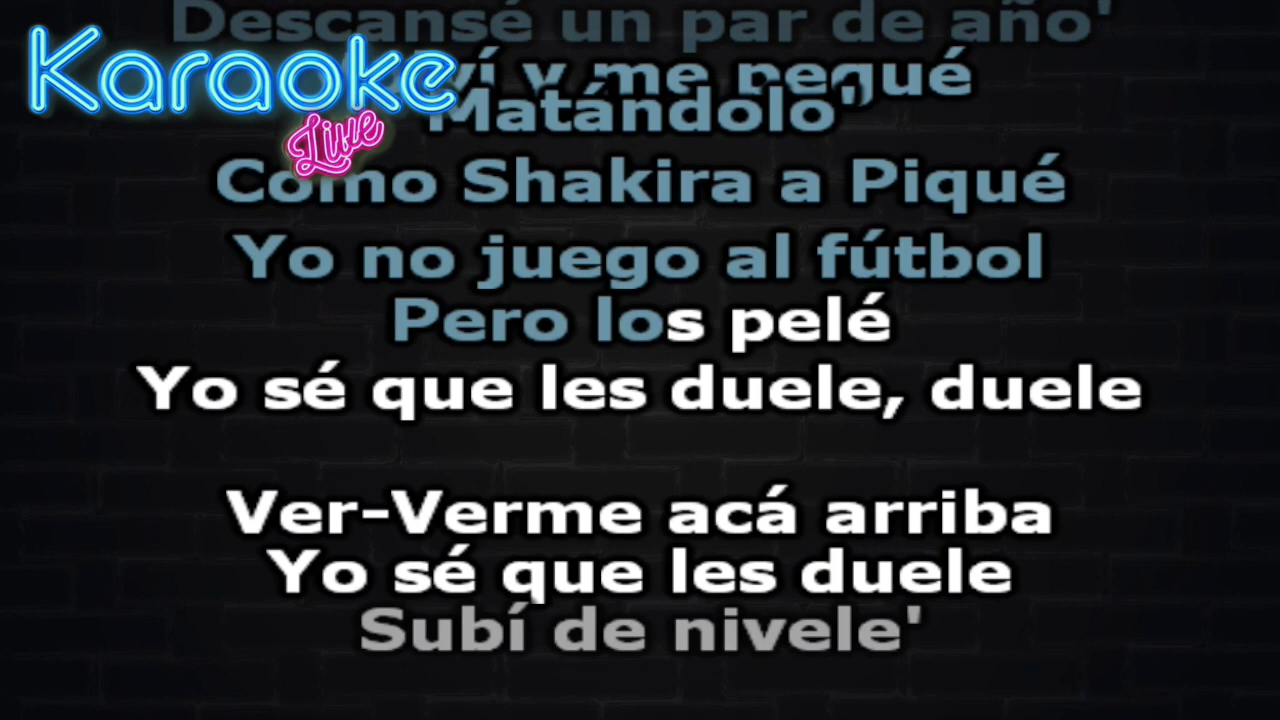 Descansé un par de año'
Karaoke
Live
y me pegué
Matándolo'
Como Shakira a Piqué
Yo no juego al fútbol
Pero los pelé
Yo sé que les duele, duele
Ver-Verme acá arriba
Yo sé que les duele
Subí de nivele'